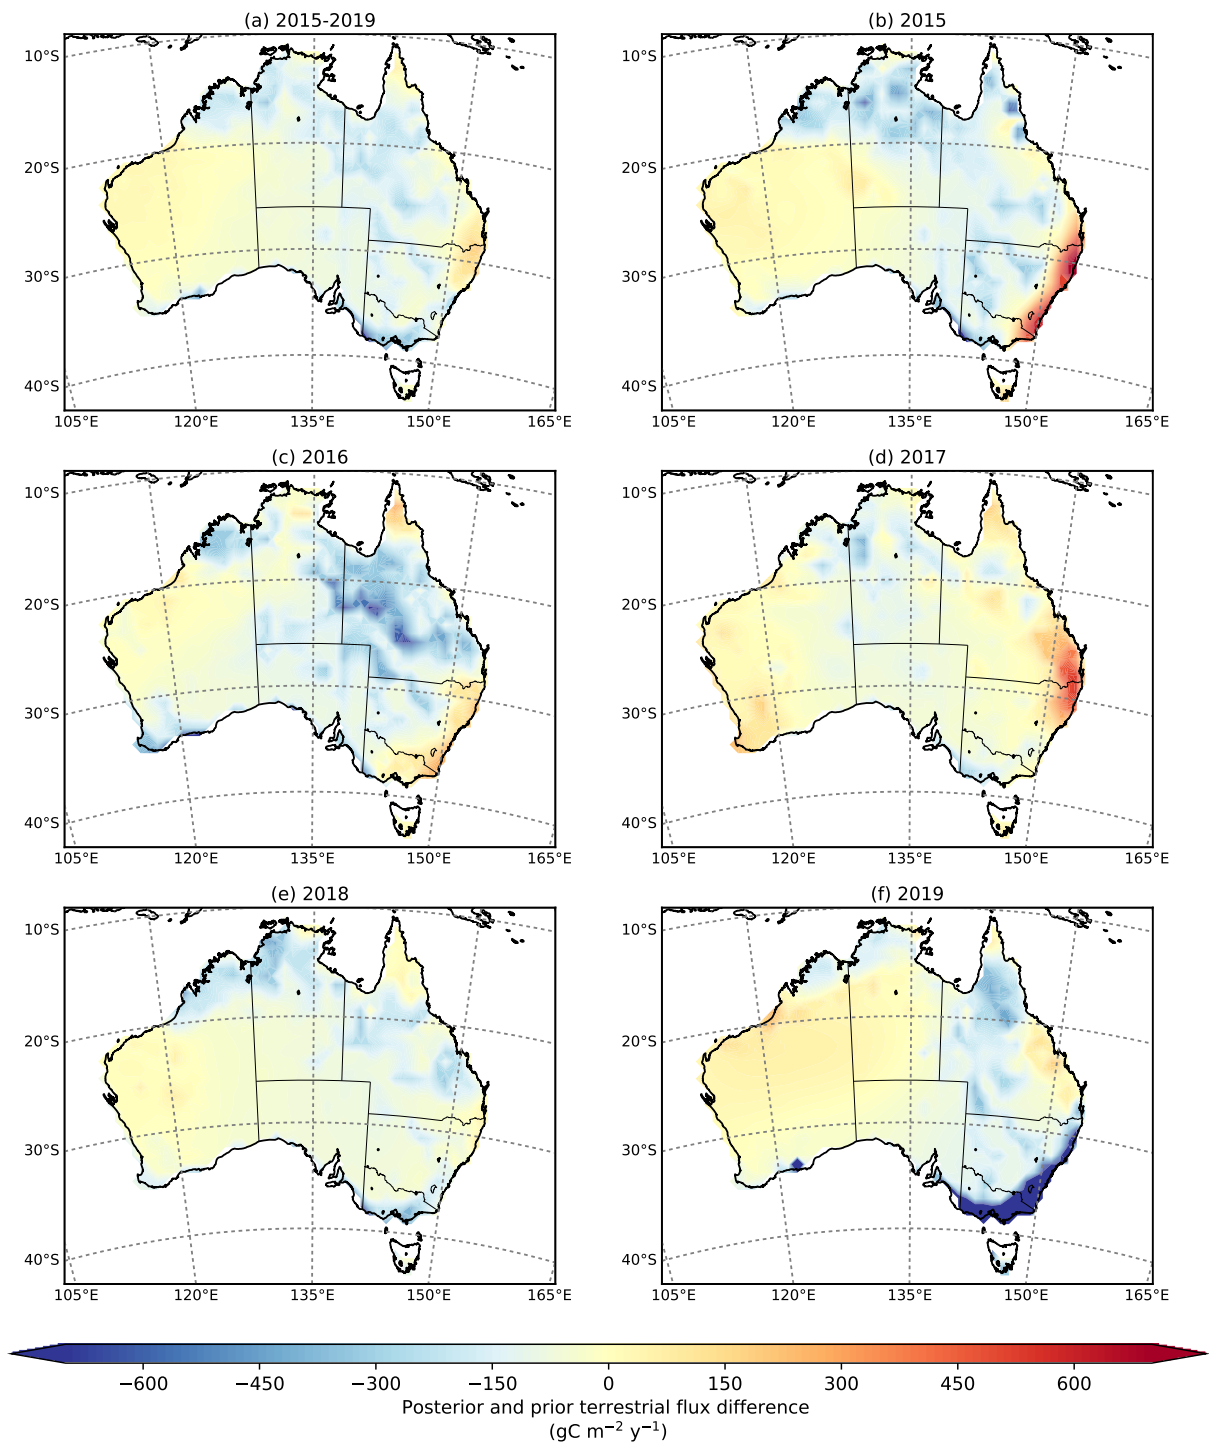 (a) 2015-2019
(b) 2015
10°S
20°S
30°S
40°S
105°E 120°E 135°E 150°E 165°E
10°S
20°S
30°S
40°S
105°E 120°E 135°E 150°E 165°E
(c) 2016
(d) 2017
10°S
20°S
30°S
40°S
105°E 120°E 135°E 150°E 165°E
10°S
20°S
30°S
40°S
105°E 120°E 135°E 150°E 165°E
(e) 2018
(f) 2019
10°S
20°S
30°S
40°S
105°E 120°E 135°E 150°E 165°E
10°S
20°S
30°S
40°S
105°E 120°E 135°E 150°E 165°E
−600 −450 −300 −150 0 150 300 450 600
Posterior and prior terrestrial flux difference
(gC m⁻² y⁻¹)